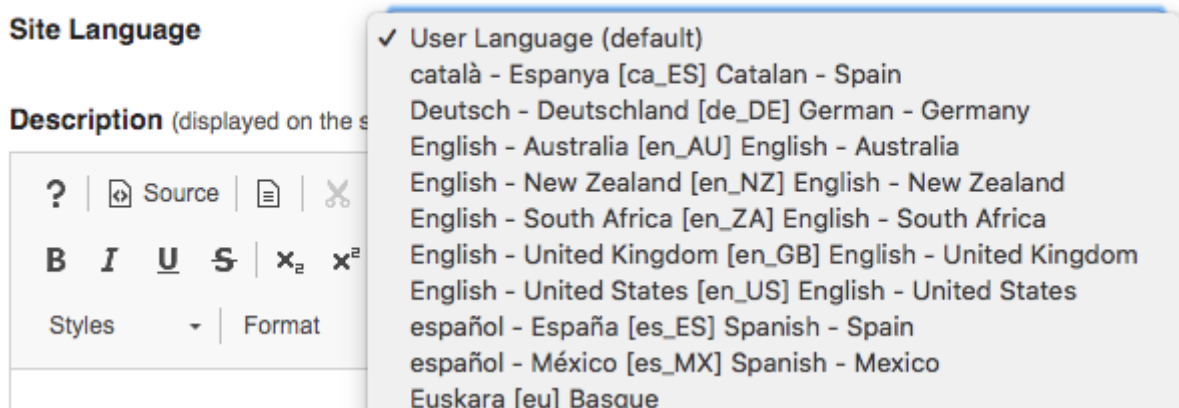 Site Language
✓ User Language (default)
català - Espanya [ca_ES] Catalan - Spain
Deutsch - Deutschland [de_DE] German - Germany
English - Australia [en_AU] English - Australia
English - New Zealand [en_NZ] English - New Zealand
English - South Africa [en_ZA] English - South Africa
English - United Kingdom [en_GB] English - United Kingdom
English - United States [en_US] English - United States
español - España [es_ES] Spanish - Spain
español - México [es_MX] Spanish - Mexico
Euskara [eu] Basque
Description (displayed on the s
? Source
B I U S x₂ x²
Styles Format